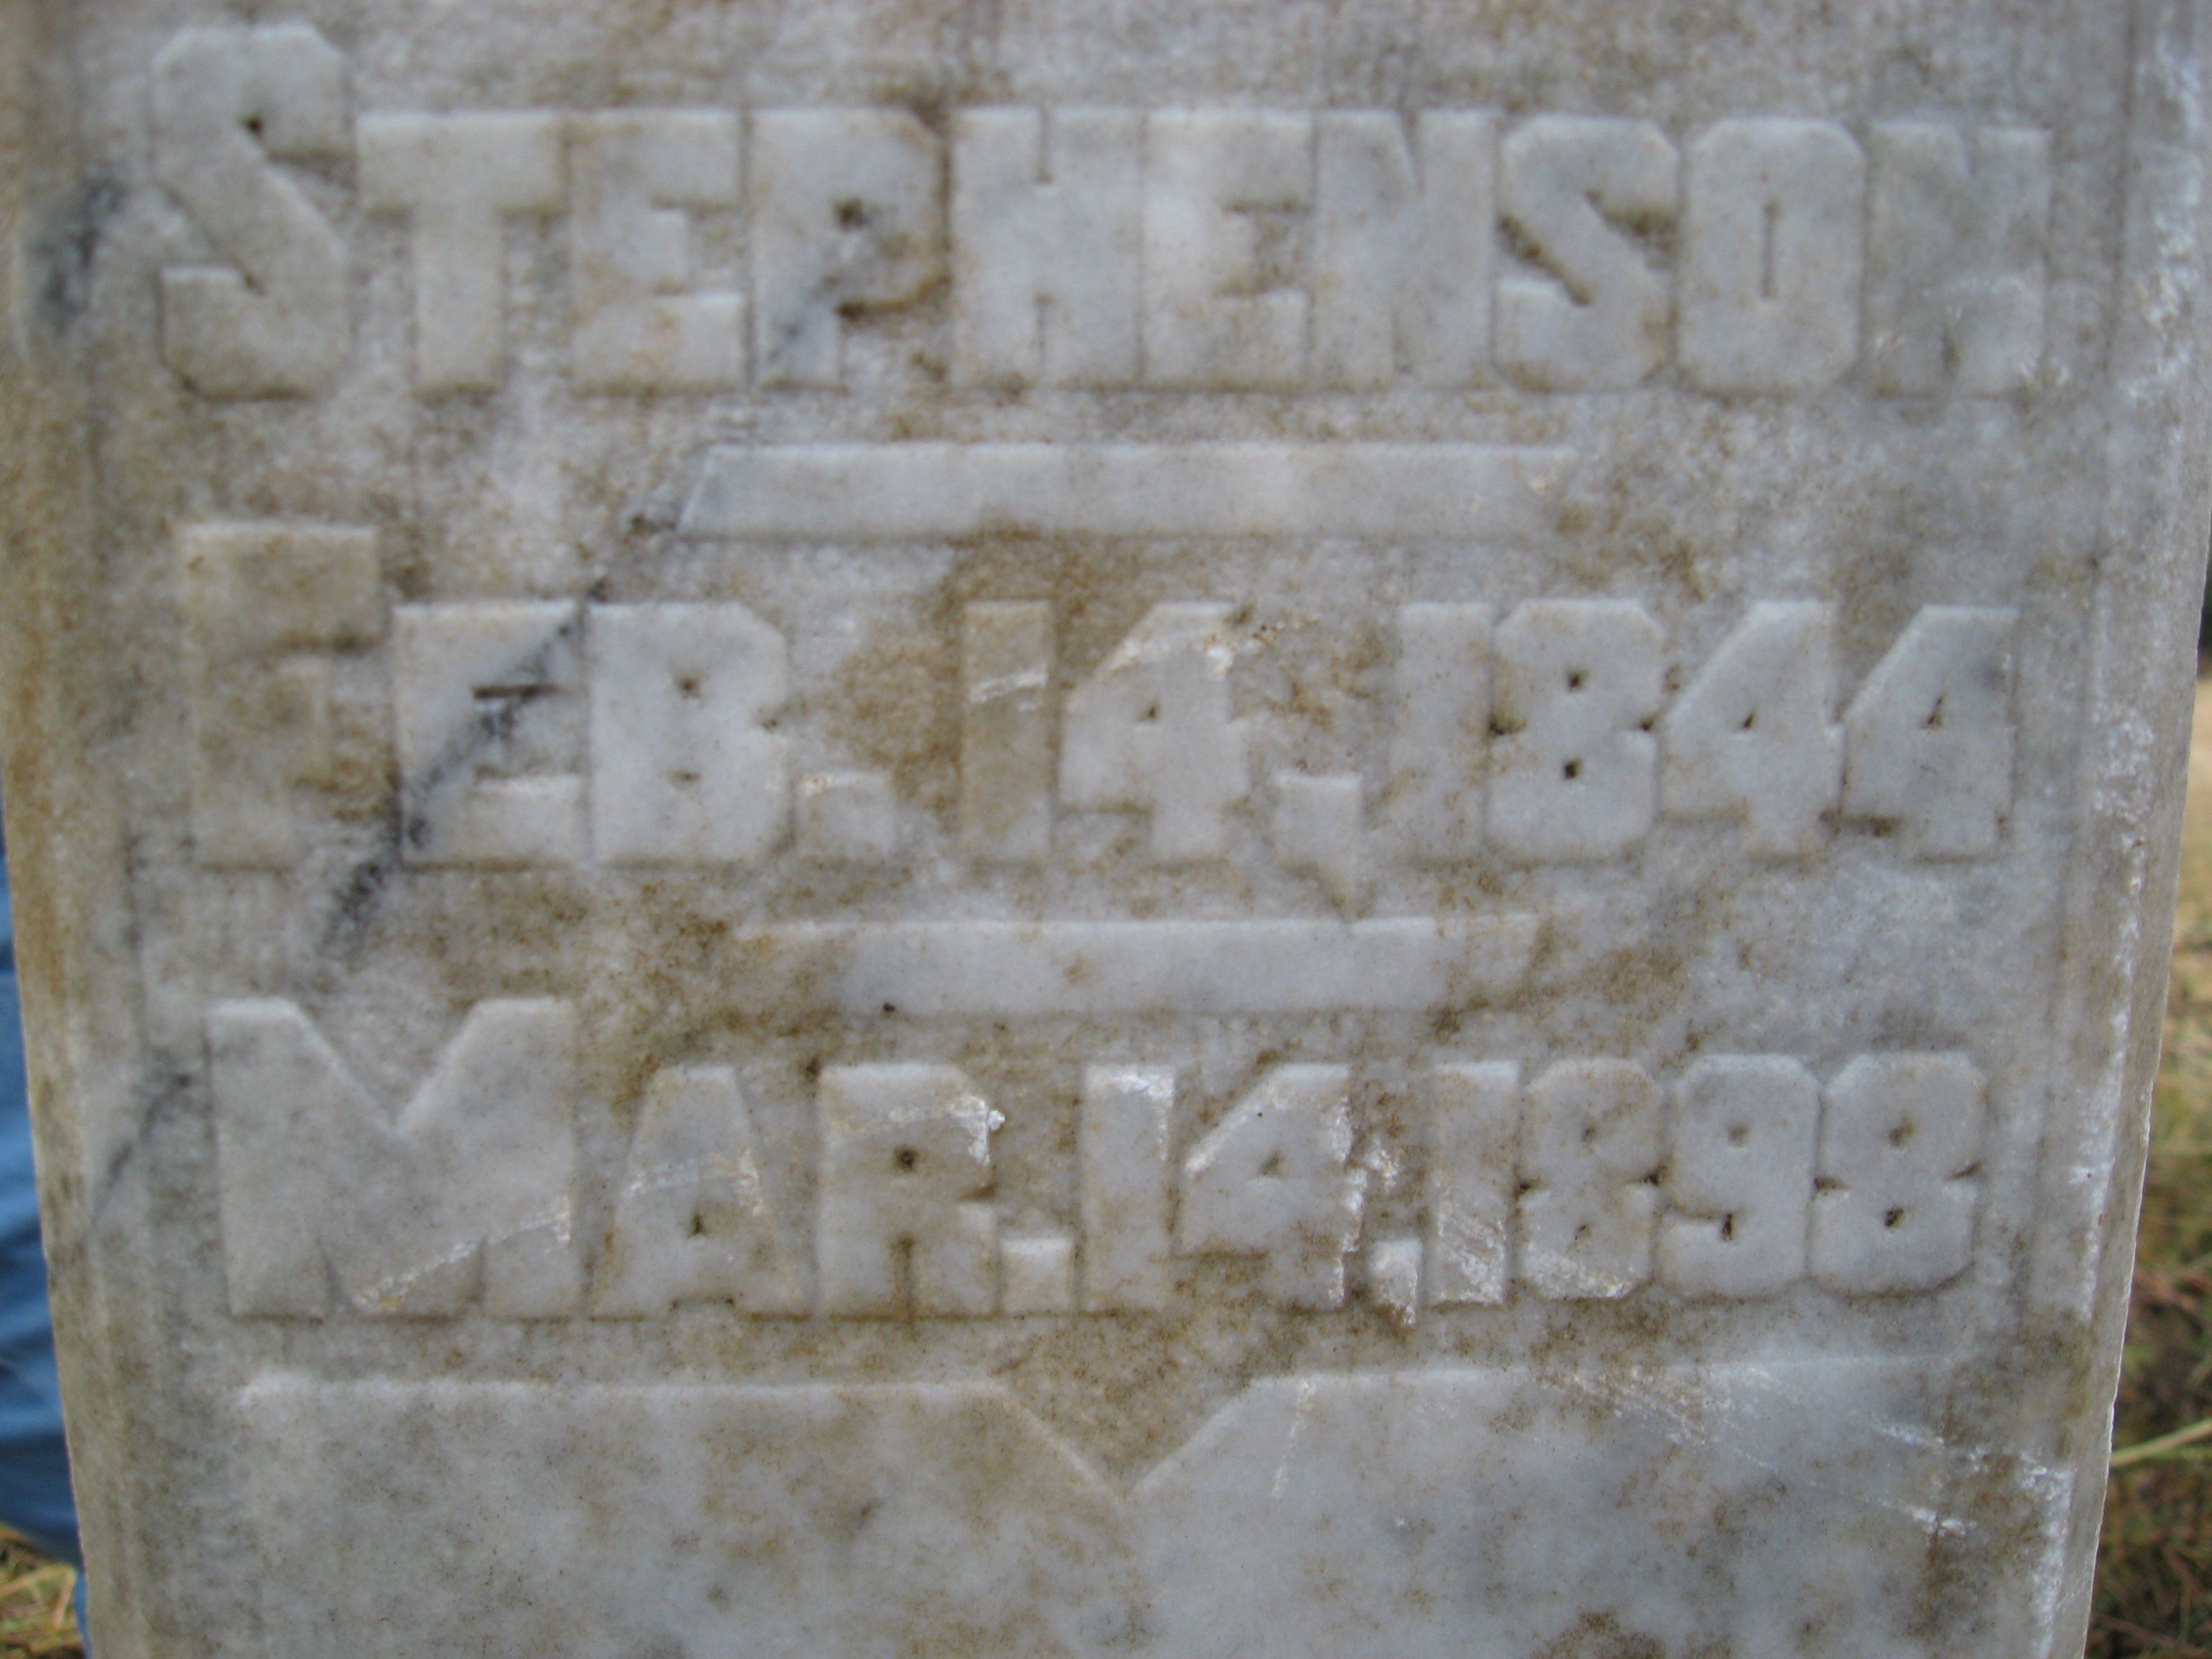 STEPHENSON
FEB. 14, 1844
MAR. 14, 1898